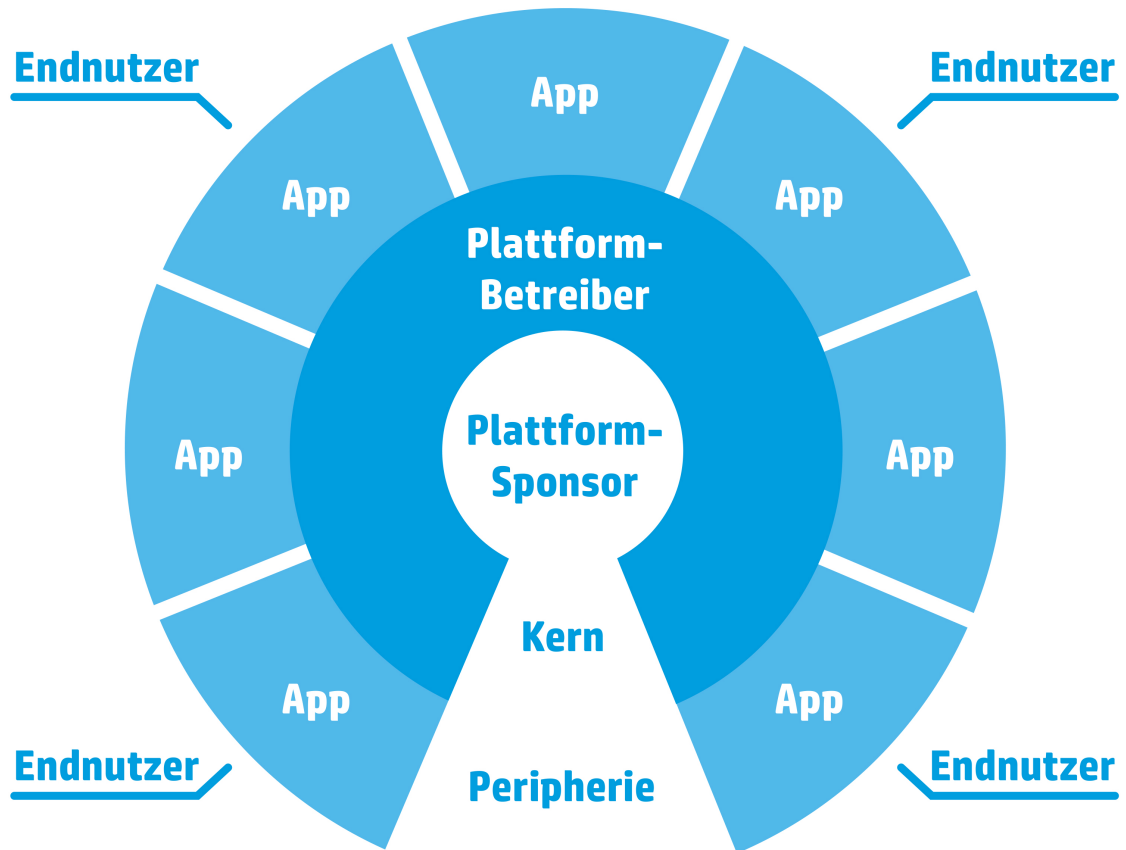 Endnutzer
Endnutzer
App
App
App
Plattform-
Betreiber
Plattform-
Sponsor
App
App
Kern
App
App
Endnutzer
Endnutzer
Peripherie